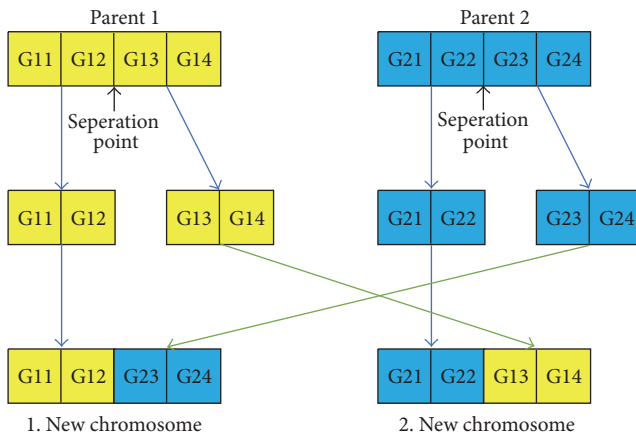 Parent 1
Parent 2
G11 G12 G13 G14
G21 G22 G23 G24
Seperation
point
Seperation
point
G11 G12
G13 G14
G21 G22
G23 G24
G11 G12 G23 G24
G21 G22 G13 G14
1. New chromosome
2. New chromosome